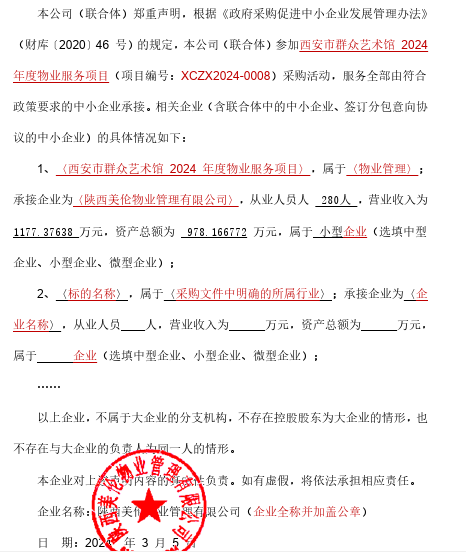 本公司（联合体）郑重声明，根据《政府采购促进中小企业发展管理办法》
（财库〔2020〕46 号）的规定，本公司（联合体）参加西安市群众艺术馆 2024
年度物业服务项目（项目编号：XCZX2024-0008）采购活动，服务全部由符合
政策要求的中小企业承接。相关企业（含联合体中的中小企业、签订分包意向协
议的中小企业）的具体情况如下：
1、〈西安市群众艺术馆 2024 年度物业服务项目〉，属于〈物业管理〉；
承接企业为〈陕西美伦物业管理有限公司〉，从业人员人 280人，营业收入为
1177.37638 万元，资产总额为 978.166772 万元，属于 小型企业（选填中型
企业、小型企业、微型企业）；
2、〈标的名称〉，属于〈采购文件中明确的所属行业〉；承接企业为〈企
业名称〉，从业人员____人，营业收入为______万元，资产总额为______万元，
属于______企业（选填中型企业、小型企业、微型企业）；
……
以上企业，不属于大企业的分支机构，不存在控股股东为大企业的情形，也
不存在与大企业的负责人为同一人的情形。
本企业对上述声明内容的真实性负责。如有虚假，将依法承担相应责任。
企业名称：陕西美伦物业管理有限公司（企业全称并加盖公章）
日 期：202 年 3 月 5 日
陕西美伦物业管理有限公司